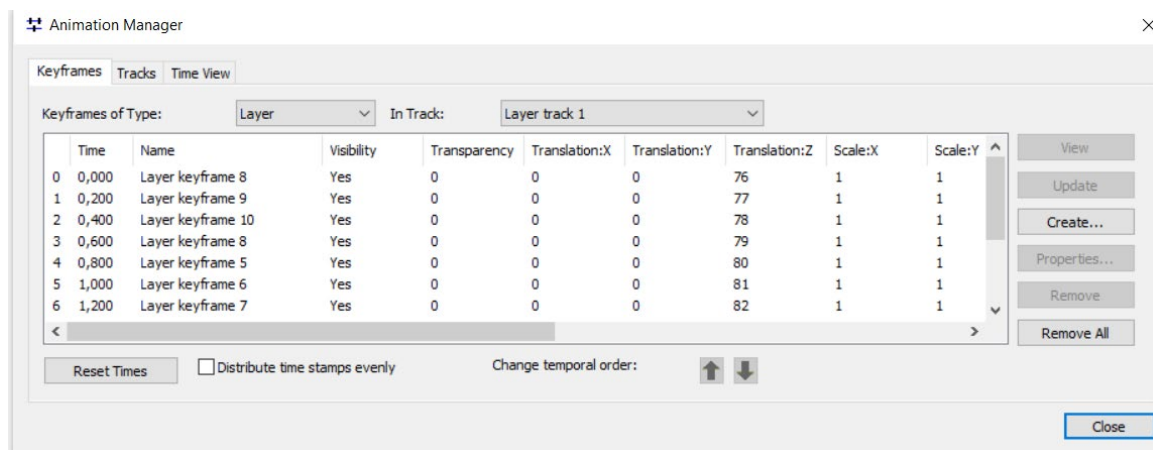 Animation Manager
Keyframes Tracks Time View
Keyframes of Type: Layer In Track: Layer track 1
Time Name Visibility Transparency Translation:X Translation:Y Translation:Z Scale:X Scale:Y
0 0,000 Layer keyframe 8 Yes 0 0 0 76 1 1
1 0,200 Layer keyframe 9 Yes 0 0 0 77 1 1
2 0,400 Layer keyframe 10 Yes 0 0 0 78 1 1
3 0,600 Layer keyframe 8 Yes 0 0 0 79 1 1
4 0,800 Layer keyframe 5 Yes 0 0 0 80 1 1
5 1,000 Layer keyframe 6 Yes 0 0 0 81 1 1
6 1,200 Layer keyframe 7 Yes 0 0 0 82 1 1
View
Update
Create...
Properties...
Remove
Remove All
Reset Times Distribute time stamps evenly Change temporal order:
Close